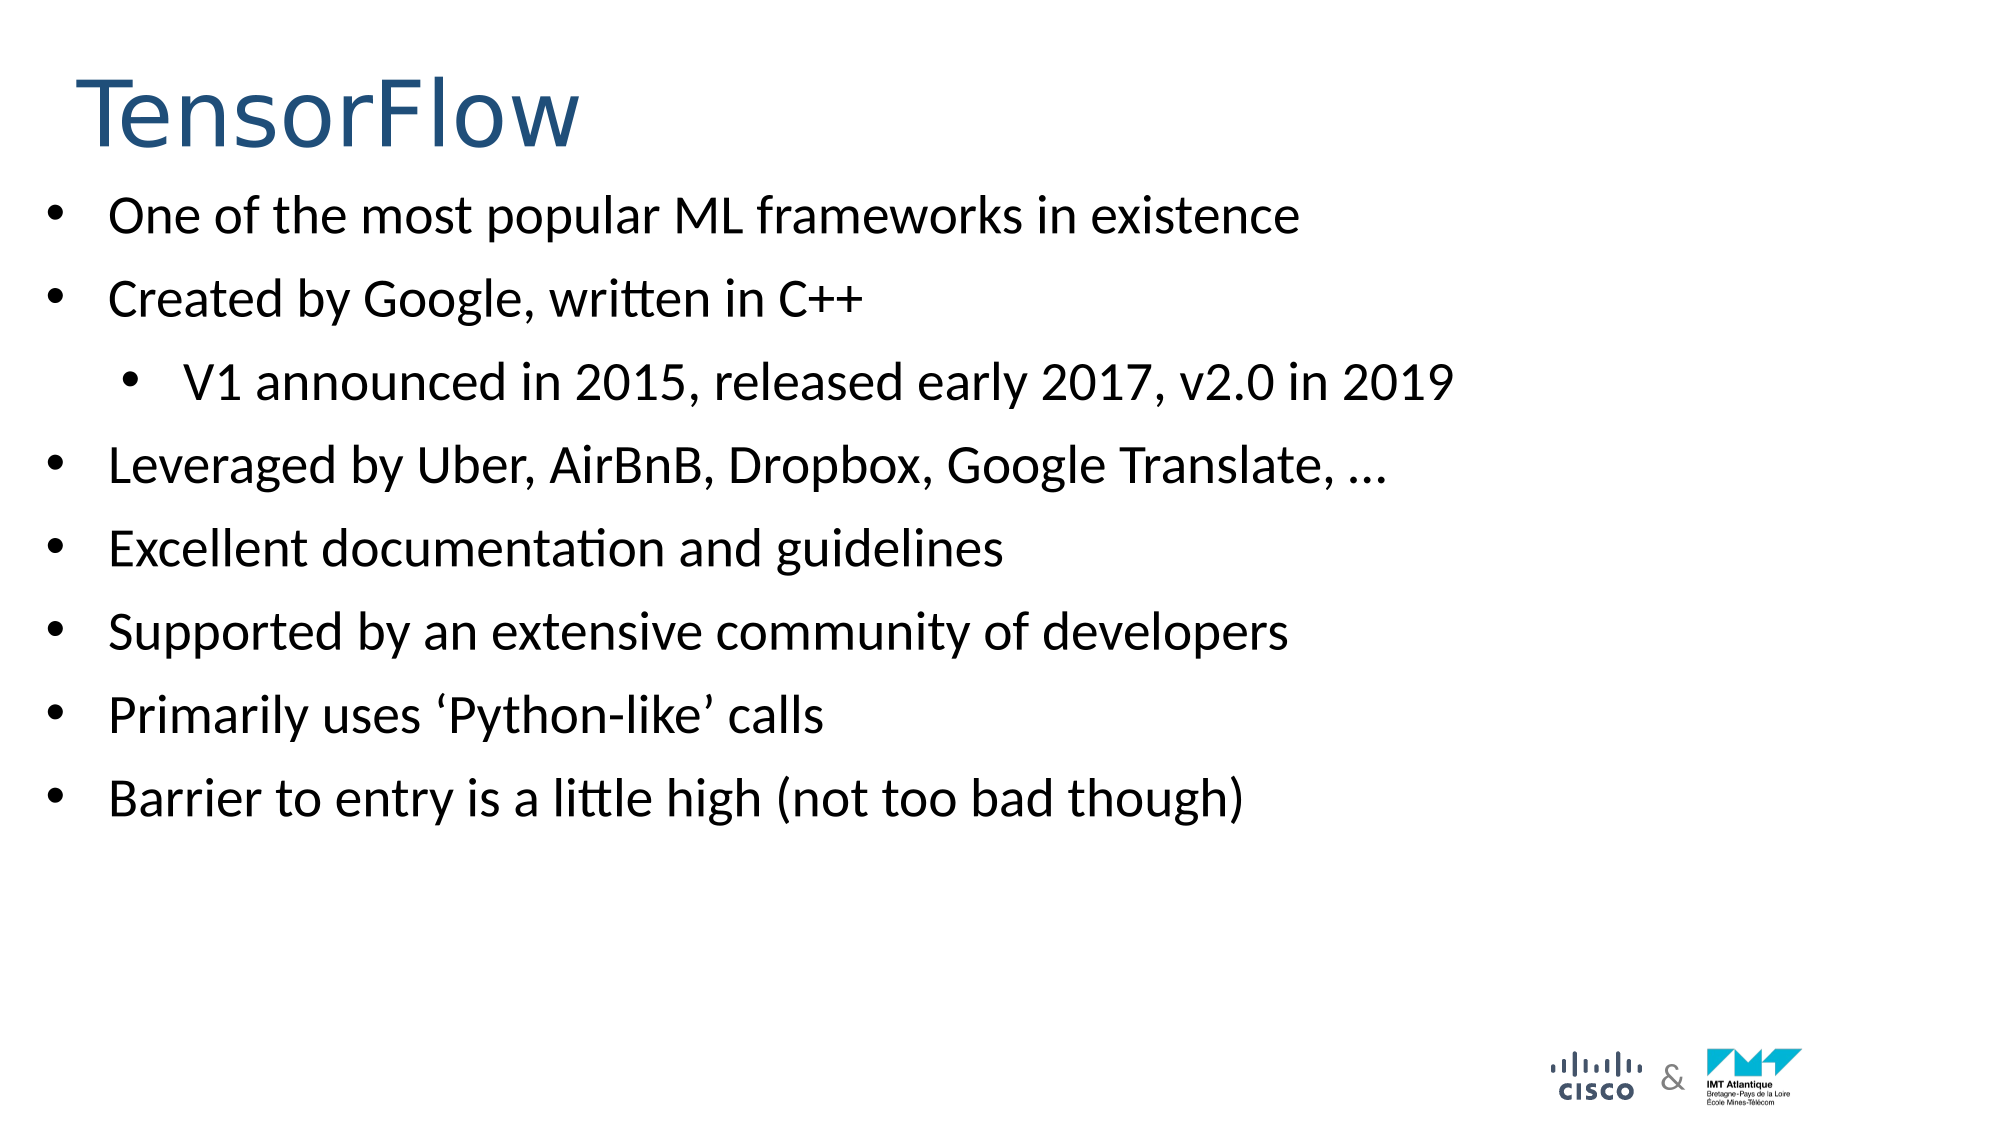 TensorFlow
• One of the most popular ML frameworks in existence
• Created by Google, written in C++
• V1 announced in 2015, released early 2017, v2.0 in 2019
• Leveraged by Uber, AirBnB, Dropbox, Google Translate, …
• Excellent documentation and guidelines
• Supported by an extensive community of developers
• Primarily uses ‘Python-like’ calls
• Barrier to entry is a little high (not too bad though)
CISCO & IMT Atlantique
Bretagne-Pays de la Loire
École Mines-Télécom